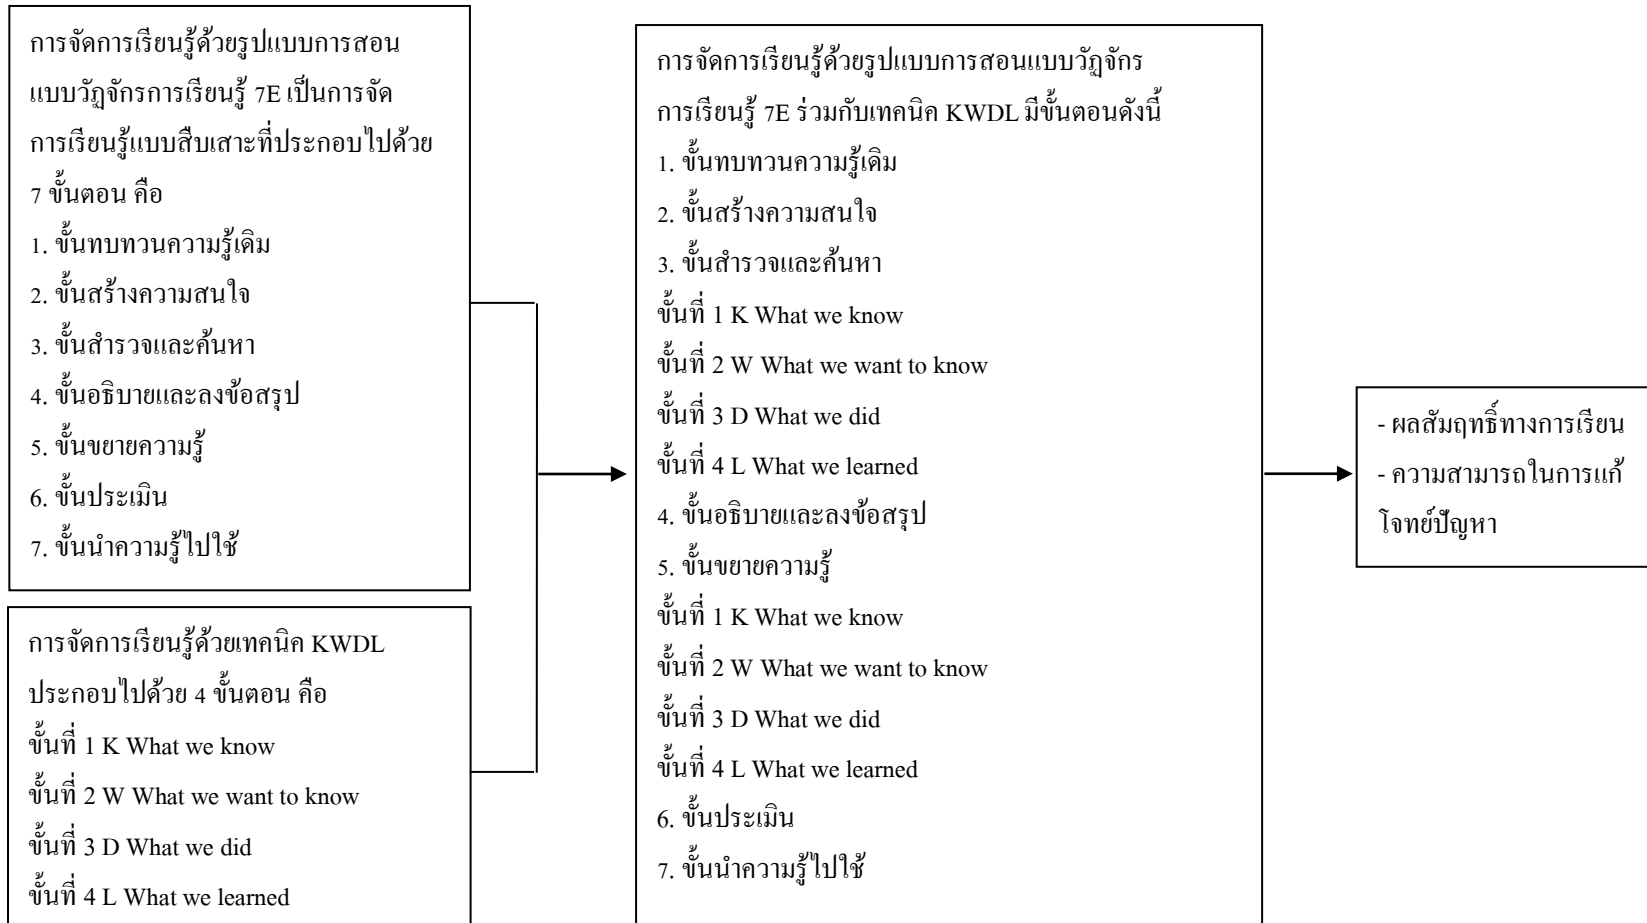 การจัดการเรียนรู้ด้วยรูปแบบการสอน
แบบวัฏจักรการเรียนรู้ 7E เป็นการจัด
การเรียนรู้แบบสืบเสาะที่ประกอบไปด้วย
7 ขั้นตอน คือ
1. ขั้นทบทวนความรู้เดิม
2. ขั้นสร้างความสนใจ
3. ขั้นสำรวจและค้นหา
4. ขั้นอธิบายและลงข้อสรุป
5. ขั้นขยายความรู้
6. ขั้นประเมิน
7. ขั้นนำความรู้ไปใช้
การจัดการเรียนรู้ด้วยเทคนิค KWDL
ประกอบไปด้วย 4 ขั้นตอน คือ
ขั้นที่ 1 K What we know
ขั้นที่ 2 W What we want to know
ขั้นที่ 3 D What we did
ขั้นที่ 4 L What we learned
การจัดการเรียนรู้ด้วยรูปแบบการสอนแบบวัฏจักร
การเรียนรู้ 7E ร่วมกับเทคนิค KWDL มีขั้นตอนดังนี้
1. ขั้นทบทวนความรู้เดิม
2. ขั้นสร้างความสนใจ
3. ขั้นสำรวจและค้นหา
ขั้นที่ 1 K What we know
ขั้นที่ 2 W What we want to know
ขั้นที่ 3 D What we did
ขั้นที่ 4 L What we learned
4. ขั้นอธิบายและลงข้อสรุป
5. ขั้นขยายความรู้
ขั้นที่ 1 K What we know
ขั้นที่ 2 W What we want to know
ขั้นที่ 3 D What we did
ขั้นที่ 4 L What we learned
6. ขั้นประเมิน
7. ขั้นนำความรู้ไปใช้
- ผลสัมฤทธิ์ทางการเรียน
- ความสามารถในการแก้
โจทย์ปัญหา